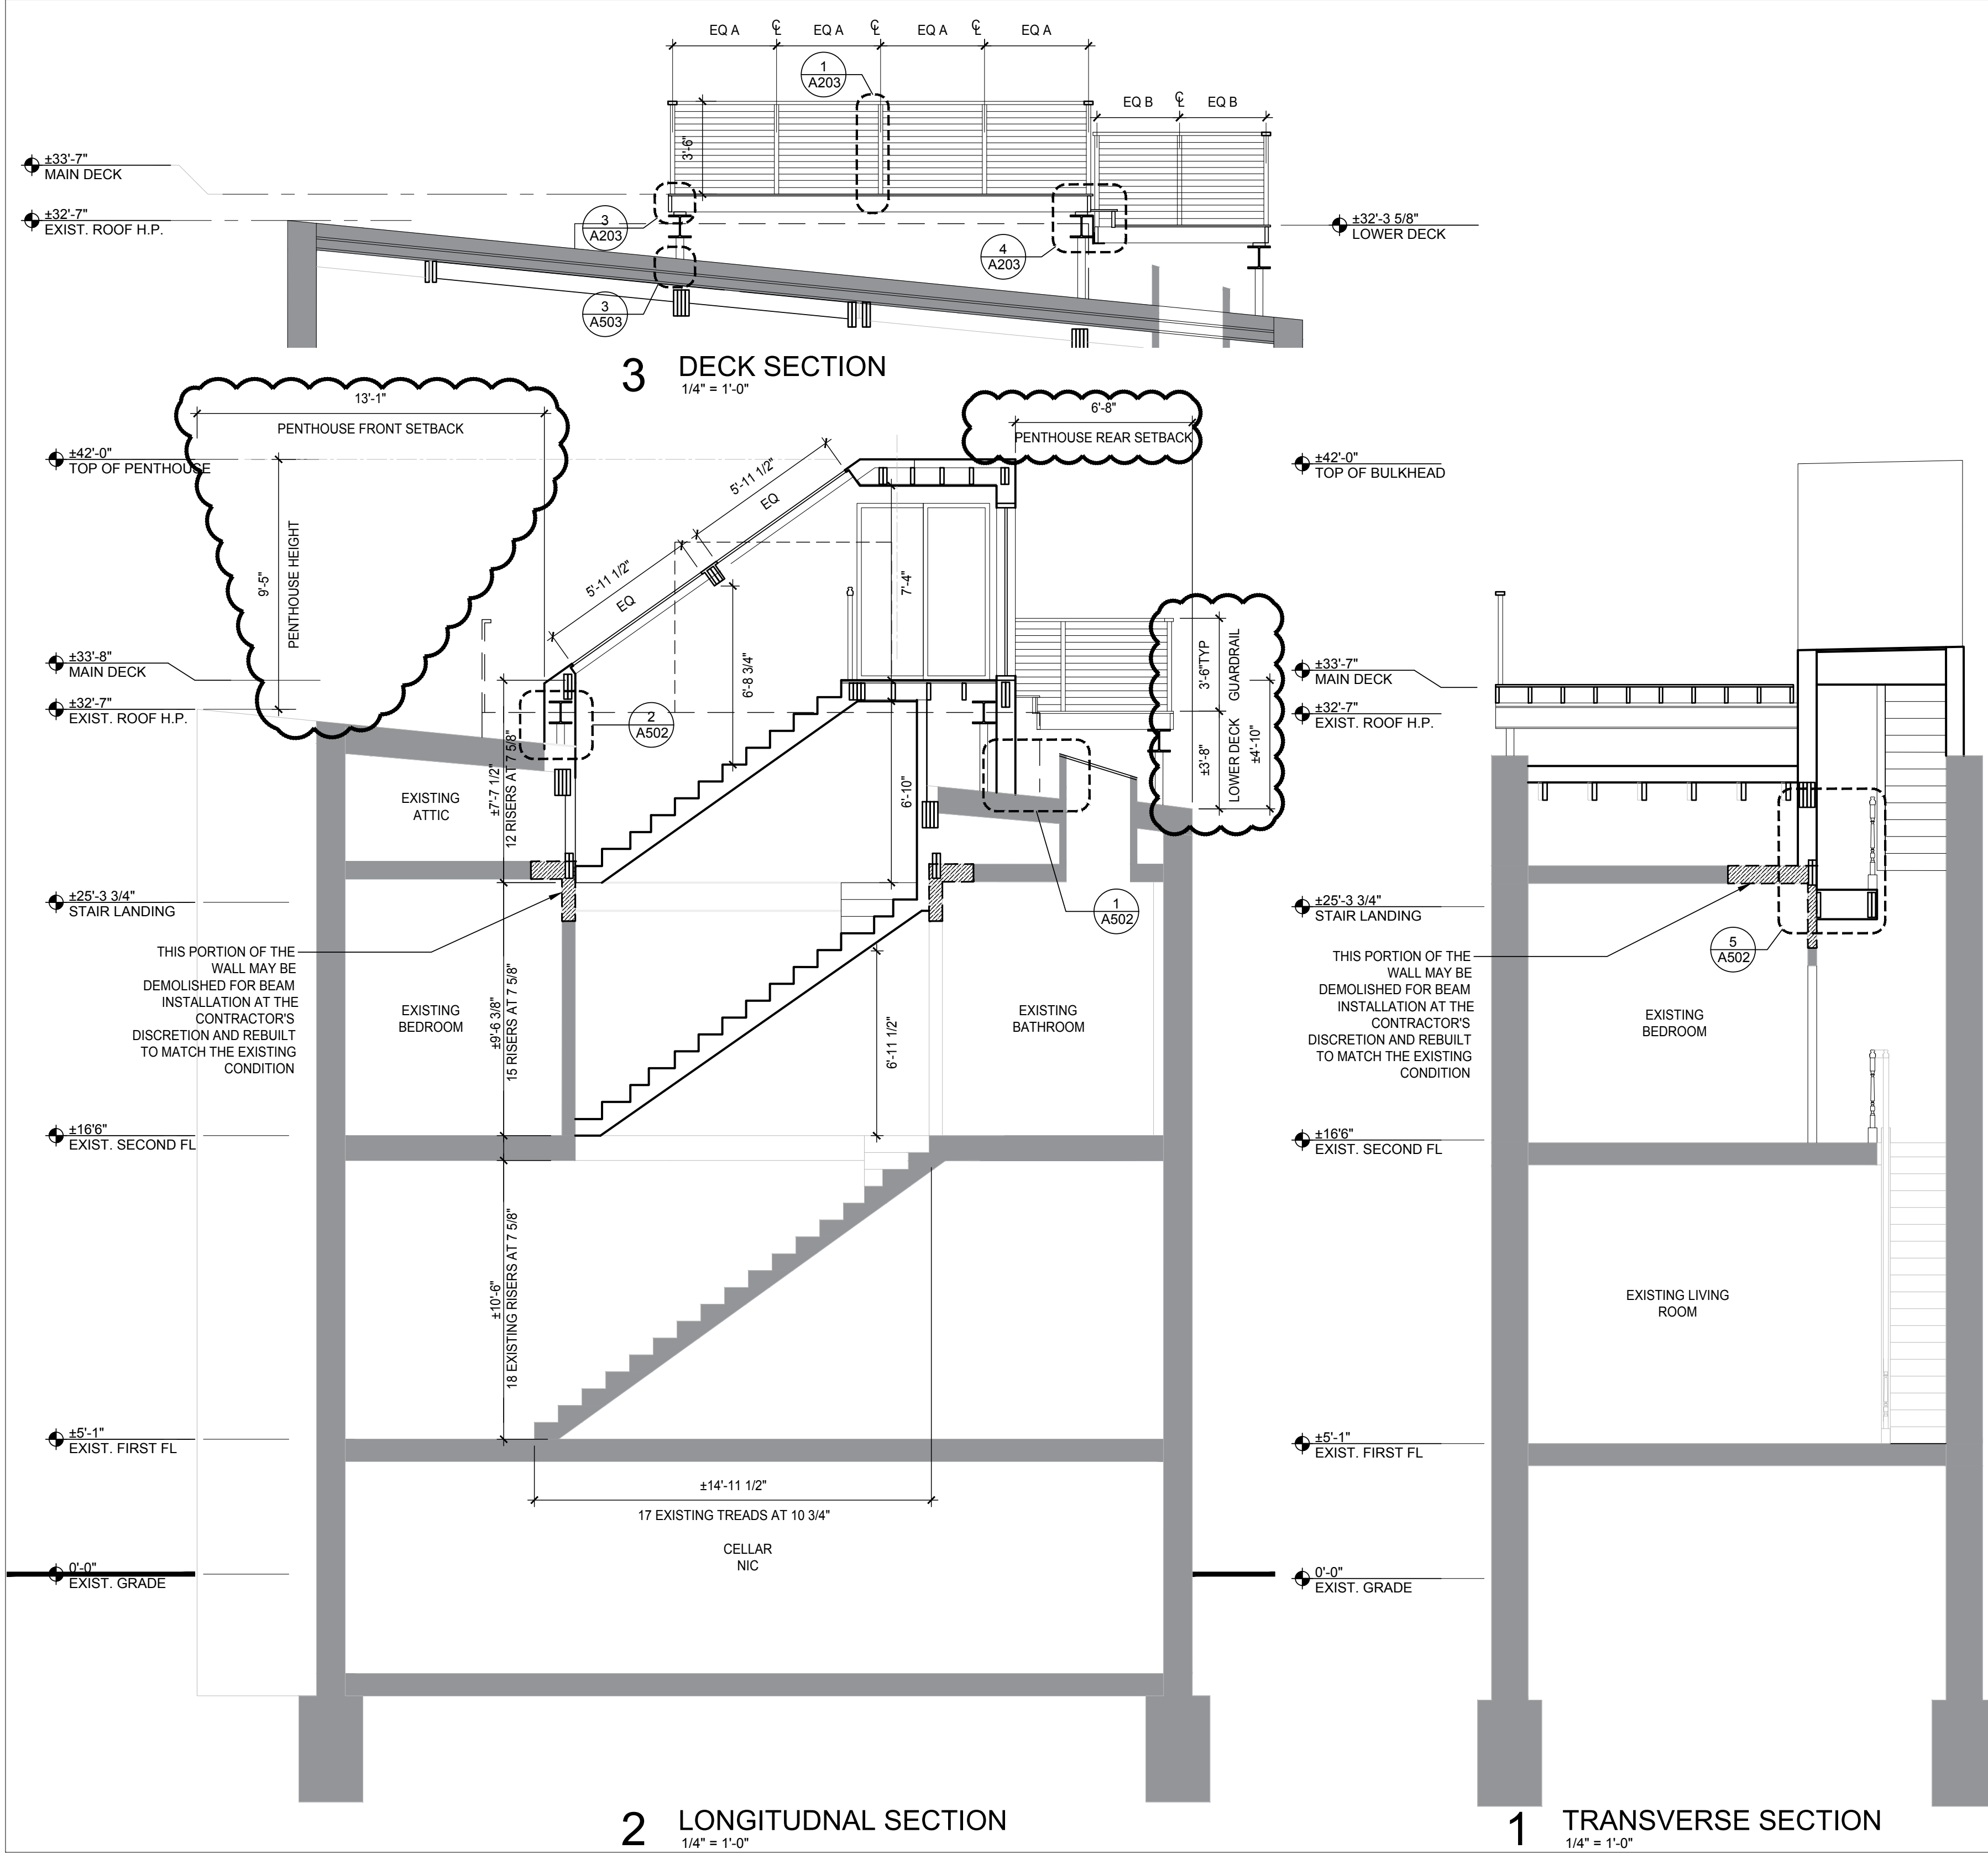 EQ A ℄ EQ A ℄ EQ A ℄ EQ A
1
A203
EQ B ℄ EQ B
3'-6"
±33'-7"
MAIN DECK
±32'-7"
EXIST. ROOF H.P.
3
A203
4
A203
±32'-3 5/8"
LOWER DECK
3
A503
3 DECK SECTION
1/4" = 1'-0"
13'-1"
PENTHOUSE FRONT SETBACK
6'-8"
PENTHOUSE REAR SETBACK
±42'-0"
TOP OF PENTHOUSE
9'-5"
PENTHOUSE HEIGHT
5'-11 1/2"
EQ
5'-11 1/2"
EQ
7'-4"
6'-8 3/4"
±33'-8"
MAIN DECK
±32'-7"
EXIST. ROOF H.P.
2
A502
3'-6"TYP
GUARDRAIL
±3'-8"
LOWER DECK
±4'-10"
EXISTING
ATTIC
±7'-7 1/2"
12 RISERS AT 7 5/8"
6'-10"
±25'-3 3/4"
STAIR LANDING
1
A502
THIS PORTION OF THE
WALL MAY BE
DEMOLISHED FOR BEAM
INSTALLATION AT THE
CONTRACTOR'S
DISCRETION AND REBUILT
TO MATCH THE EXISTING
CONDITION
EXISTING
BEDROOM
±9'-6 3/8"
15 RISERS AT 7 5/8"
6'-11 1/2"
EXISTING
BATHROOM
±16'6"
EXIST. SECOND FL
±10'-6"
18 EXISTING RISERS AT 7 5/8"
±5'-1"
EXIST. FIRST FL
±14'-11 1/2"
17 EXISTING TREADS AT 10 3/4"
CELLAR
NIC
0'-0"
EXIST. GRADE
2 LONGITUDNAL SECTION
1/4" = 1'-0"
±42'-0"
TOP OF BULKHEAD
±33'-7"
MAIN DECK
±32'-7"
EXIST. ROOF H.P.
±25'-3 3/4"
STAIR LANDING
5
A502
THIS PORTION OF THE
WALL MAY BE
DEMOLISHED FOR BEAM
INSTALLATION AT THE
CONTRACTOR'S
DISCRETION AND REBUILT
TO MATCH THE EXISTING
CONDITION
EXISTING
BEDROOM
±16'6"
EXIST. SECOND FL
EXISTING LIVING
ROOM
±5'-1"
EXIST. FIRST FL
0'-0"
EXIST. GRADE
1 TRANSVERSE SECTION
1/4" = 1'-0"